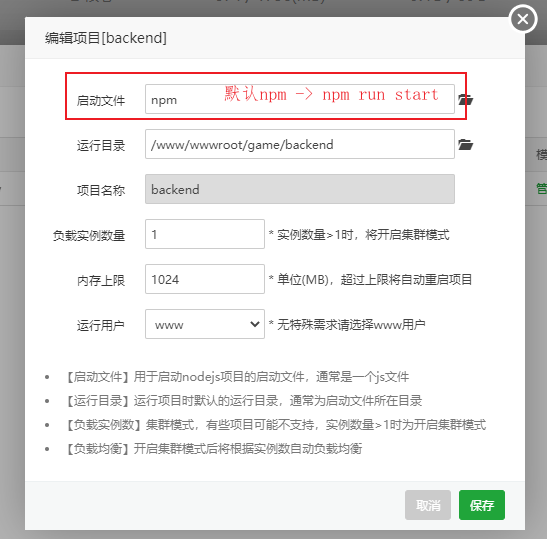 编辑项目[backend]
启动文件 npm 默认npm -> npm run start
运行目录 /www/wwwroot/game/backend
项目名称 backend
负载实例数量 1 * 实例数量>1时，将开启集群模式
内存上限 1024 * 单位(MB)，超过上限将自动重启项目
运行用户 www * 无特殊需求请选择www用户
• 【启动文件】用于启动nodejs项目的启动文件，通常是一个js文件
• 【运行目录】运行项目时默认的运行目录，通常为启动文件所在目录
• 【负载实例数】集群模式，有些项目可能不支持，实例数量>1时为开启集群模式
• 【负载均衡】开启集群模式后将根据实例数自动负载均衡
取消 保存